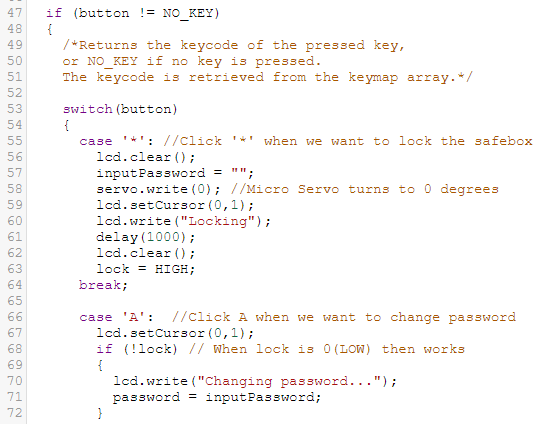 47 if (button != NO_KEY)
48 {
49 /*Returns the keycode of the pressed key,
50 or NO_KEY if no key is pressed.
51 The keycode is retrieved from the keymap array.*/
52
53 switch(button)
54 {
55 case '*': //Click '*' when we want to lock the safebox
56 lcd.clear();
57 inputPassword = "";
58 servo.write(0); //Micro Servo turns to 0 degrees
59 lcd.setCursor(0,1);
60 lcd.write("Locking");
61 delay(1000);
62 lcd.clear();
63 lock = HIGH;
64 break;
65
66 case 'A':  //Click A when we want to change password
67 lcd.setCursor(0,1);
68 if (!lock) // When lock is 0(LOW) then works
69 {
70 lcd.write("Changing password...");
71 password = inputPassword;
72 }